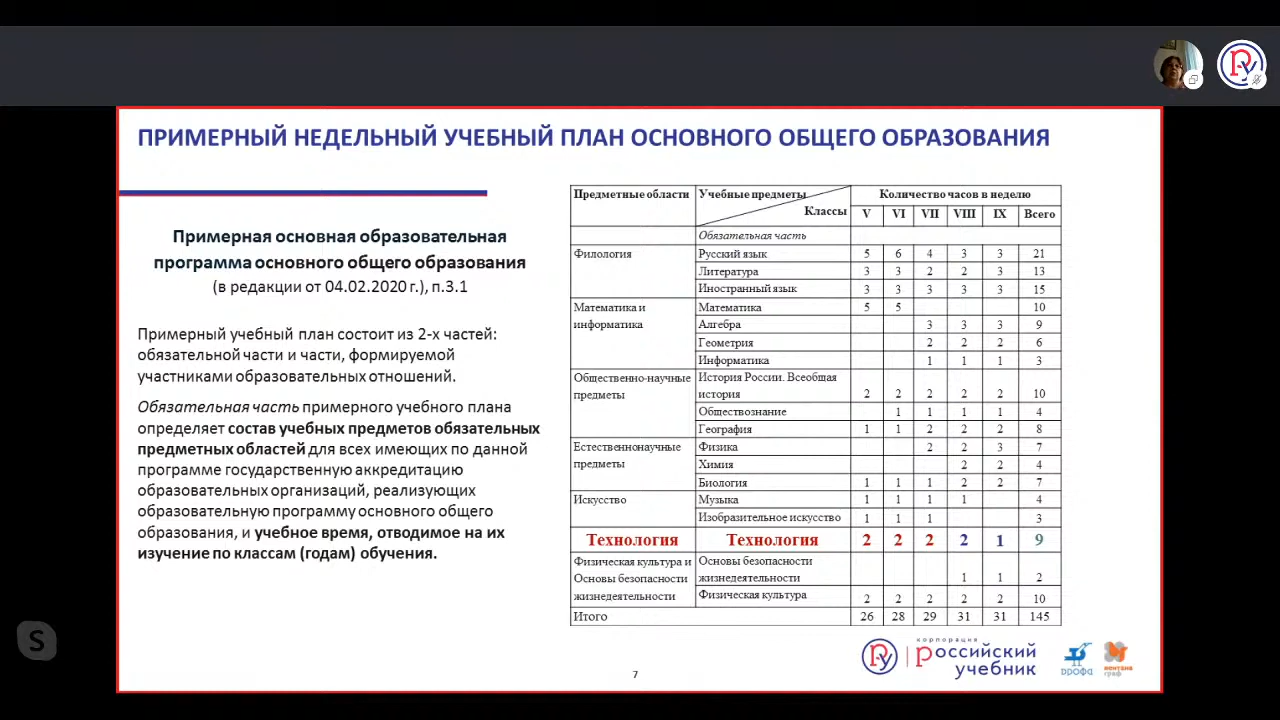 ПРИМЕРНЫЙ НЕДЕЛЬНЫЙ УЧЕБНЫЙ ПЛАН ОСНОВНОГО ОБЩЕГО ОБРАЗОВАНИЯ
Примерная основная образовательная
программа основного общего образования
(в редакции от 04.02.2020 г.), п.3.1
Примерный учебный план состоит из 2-х частей:
обязательной части и части, формируемой
участниками образовательных отношений.
Обязательная часть примерного учебного плана
определяет состав учебных предметов обязательных
предметных областей для всех имеющих по данной
программе государственную аккредитацию
образовательных организаций, реализующих
образовательную программу основного общего
образования, и учебное время, отводимое на их
изучение по классам (годам) обучения.
Предметные области Учебные предметы Количество часов в неделю
Классы V VI VII VIII IX Всего
Обязательная часть
Филология Русский язык 5 6 4 3 3 21
Литература 3 3 2 2 3 13
Иностранный язык 3 3 3 3 3 15
Математика и Математика 5 5 10
информатика Алгебра 3 3 3 9
Геометрия 2 2 2 6
Информатика 1 1 1 3
Общественно-научные История России. Всеобщая
предметы история 2 2 2 2 2 10
Обществознание 1 1 1 1 4
География 1 1 2 2 2 8
Естественнонаучные Физика 2 2 3 7
предметы Химия 2 2 4
Биология 1 1 1 2 2 7
Искусство Музыка 1 1 1 1 4
Изобразительное искусство 1 1 1 3
Технология Технология 2 2 2 2 1 9
Физическая культура и Основы безопасности
Основы безопасности жизнедеятельности 1 1 2
жизнедеятельности Физическая культура 2 2 2 2 2 10
Итого 26 28 29 31 31 145
корпорация
российский
учебник
дрофа
вентана
граф
7
S